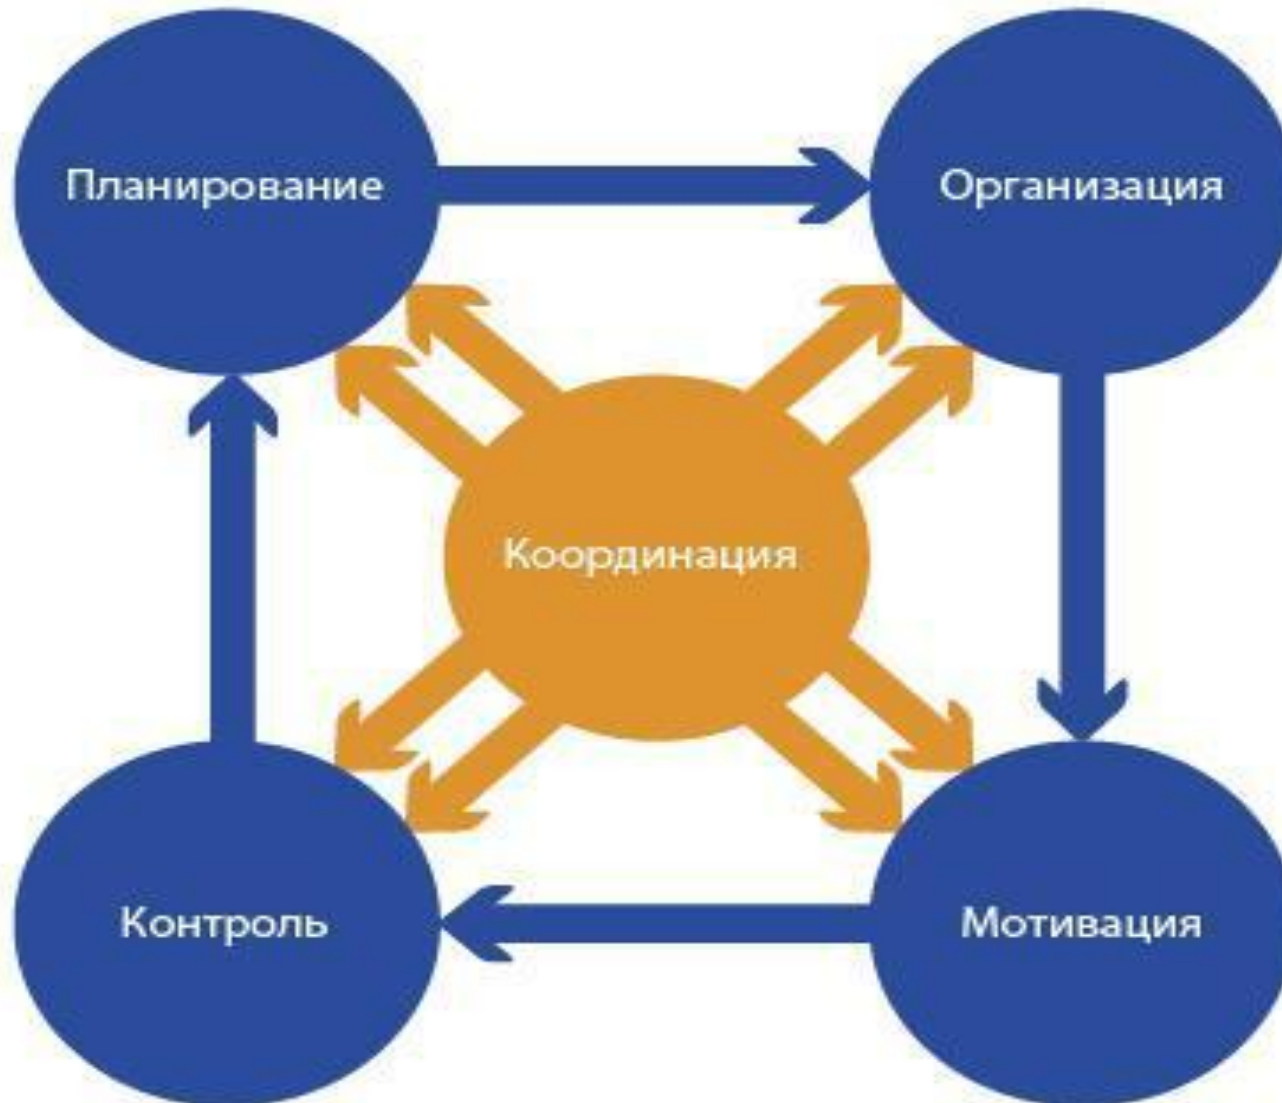 Планирование
Организация
Координация
Контроль
Мотивация